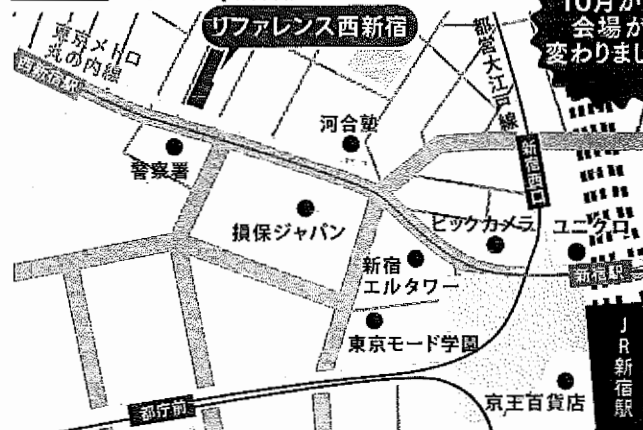 リファレンス西新宿
10月か
会場が
変わりまし
東京メトロ
丸の内線
西新宿駅
都営大江戸線
河合塾
新宿西口
警察署
損保ジャパン
ビックカメラ
ユニクロ
新宿
エルタワー
新宿駅
東京モード学園
JR新宿駅
都庁前
京王百貨店